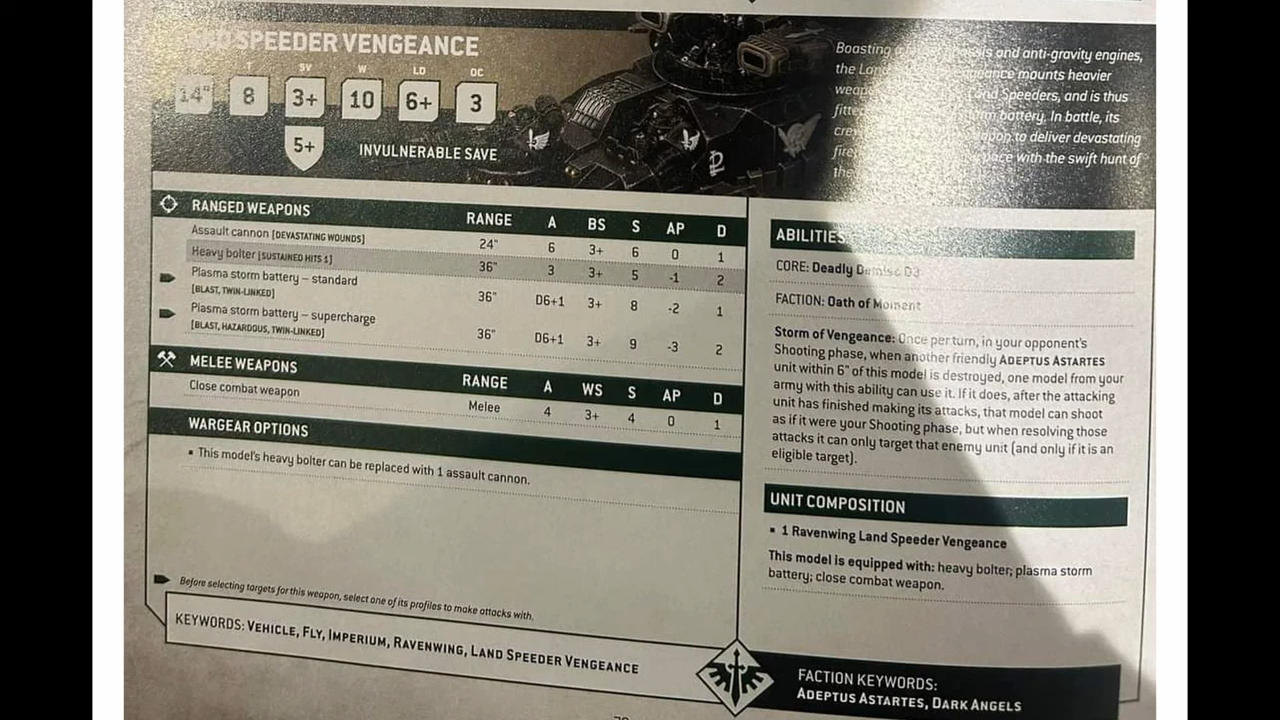 SPEEDER VENGEANCE
T SV W LD OC
14" 8 3+ 10 6+ 3
5+ INVULNERABLE SAVE
Boasting and anti-gravity engines,
the mounts heavier
Speeders, and is thus
battery. In battle, its
to deliver devastating
with the swift hunt of
RANGED WEAPONS RANGE A BS S AP D
Assault cannon [DEVASTATING WOUNDS] 24" 6 3+ 6 0 1
Heavy bolter [SUSTAINED HITS 1] 36" 3 3+ 5 -1 2
Plasma storm battery – standard
[BLAST, TWIN-LINKED] 36" D6+1 3+ 8 -2 1
Plasma storm battery – supercharge
[BLAST, HAZARDOUS, TWIN-LINKED] 36" D6+1 3+ 9 -3 2
MELEE WEAPONS RANGE A WS S AP D
Close combat weapon Melee 4 3+ 4 0 1
WARGEAR OPTIONS
▪ This model's heavy bolter can be replaced with 1 assault cannon.
Before selecting targets for this weapon, select one of its profiles to make attacks with.
KEYWORDS: VEHICLE, FLY, IMPERIUM, RAVENWING, LAND SPEEDER VENGEANCE
ABILITIES
CORE: Deadly Demise D3
FACTION: Oath of Moment
Storm of Vengeance: Once per turn, in your opponent's
Shooting phase, when another friendly ADEPTUS ASTARTES
unit within 6" of this model is destroyed, one model from your
army with this ability can use it. If it does, after the attacking
unit has finished making its attacks, that model can shoot
as if it were your Shooting phase, but when resolving those
attacks it can only target that enemy unit (and only if it is an
eligible target).
UNIT COMPOSITION
▪ 1 Ravenwing Land Speeder Vengeance
This model is equipped with: heavy bolter; plasma storm
battery; close combat weapon.
FACTION KEYWORDS:
ADEPTUS ASTARTES, DARK ANGELS